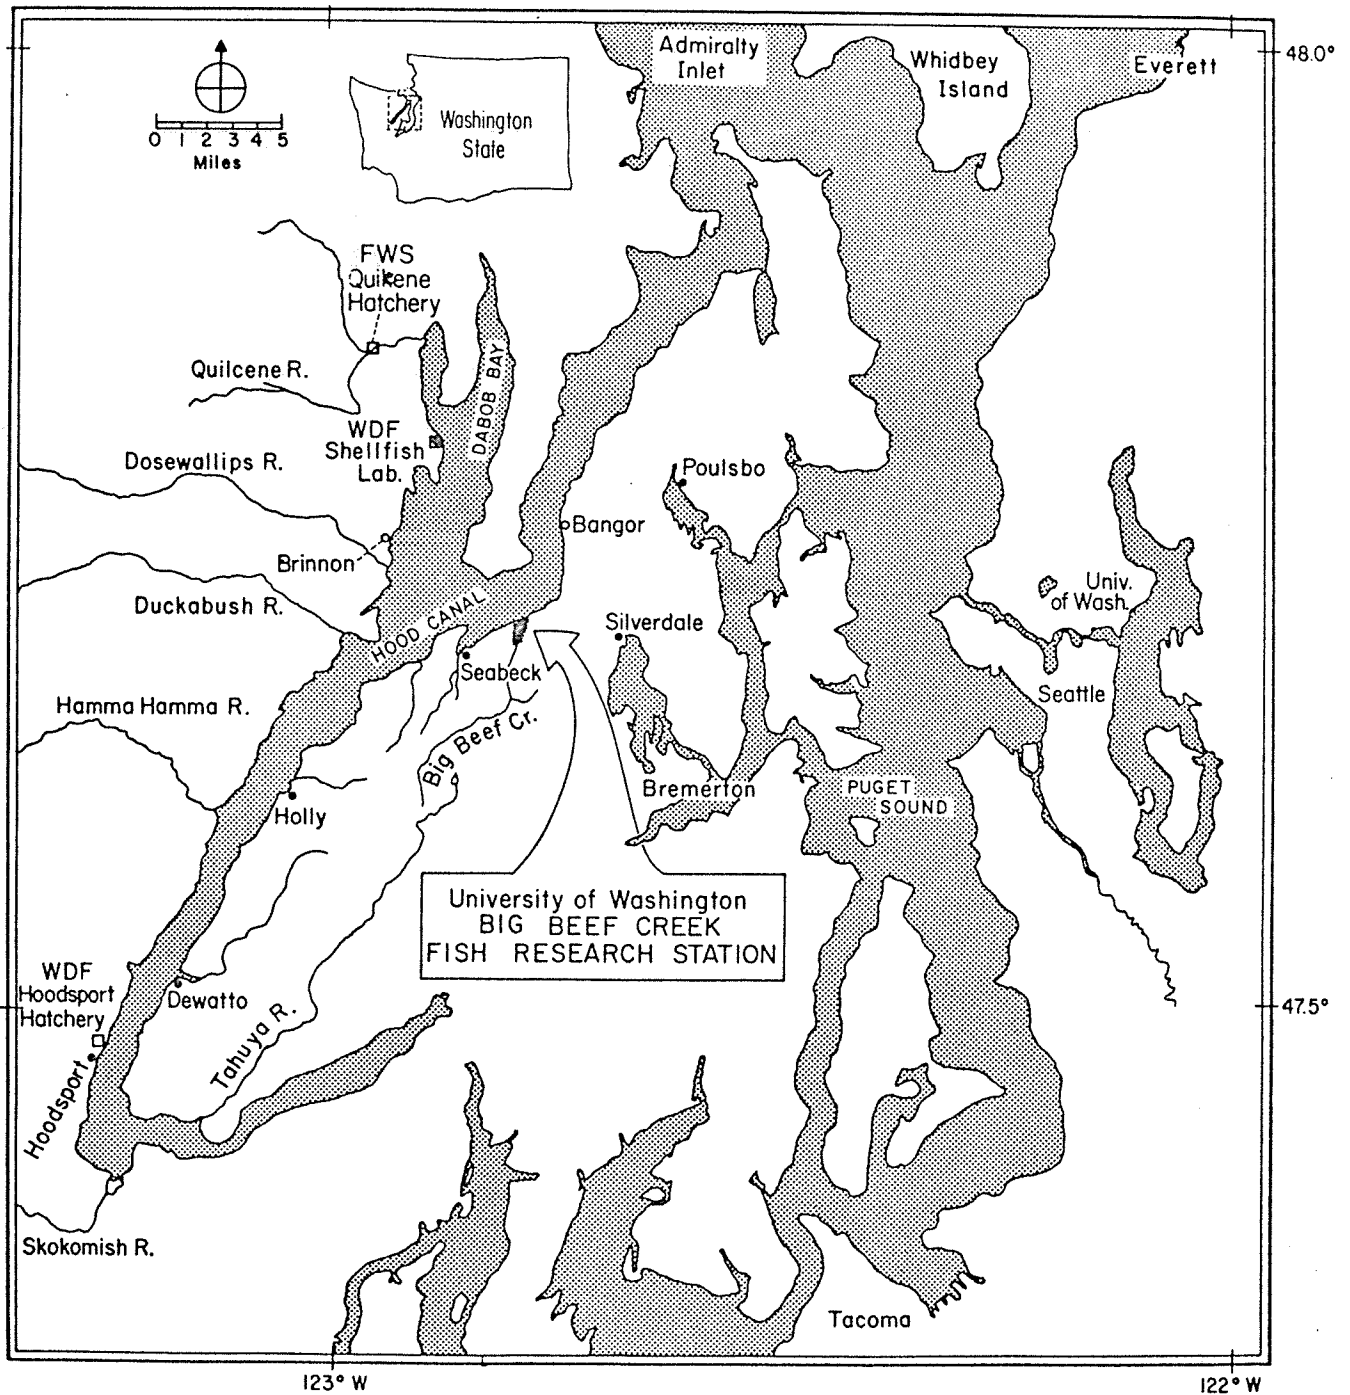 Admiralty
Inlet
Whidbey
Island
Everett
48.0°
Washington
State
0 1 2 3 4 5
Miles
FWS
Quilcene
Hatchery
Quilcene R.
DABOB BAY
WDF
Shellfish
Lab.
Dosewallips R.
Poulsbo
Bangor
Brinnon
Duckabush R.
HOOD CANAL
Univ.
of Wash.
Silverdale
Seabeck
Seattle
Hamma Hamma R.
Big Beef Cr.
Bremerton
PUGET
SOUND
Holly
University of Washington
BIG BEEF CREEK
FISH RESEARCH STATION
WDF
Hoodsport
Hatchery
Dewatto
47.5°
Tahuya R.
Hoodsport
Skokomish R.
Tacoma
123° W
122° W